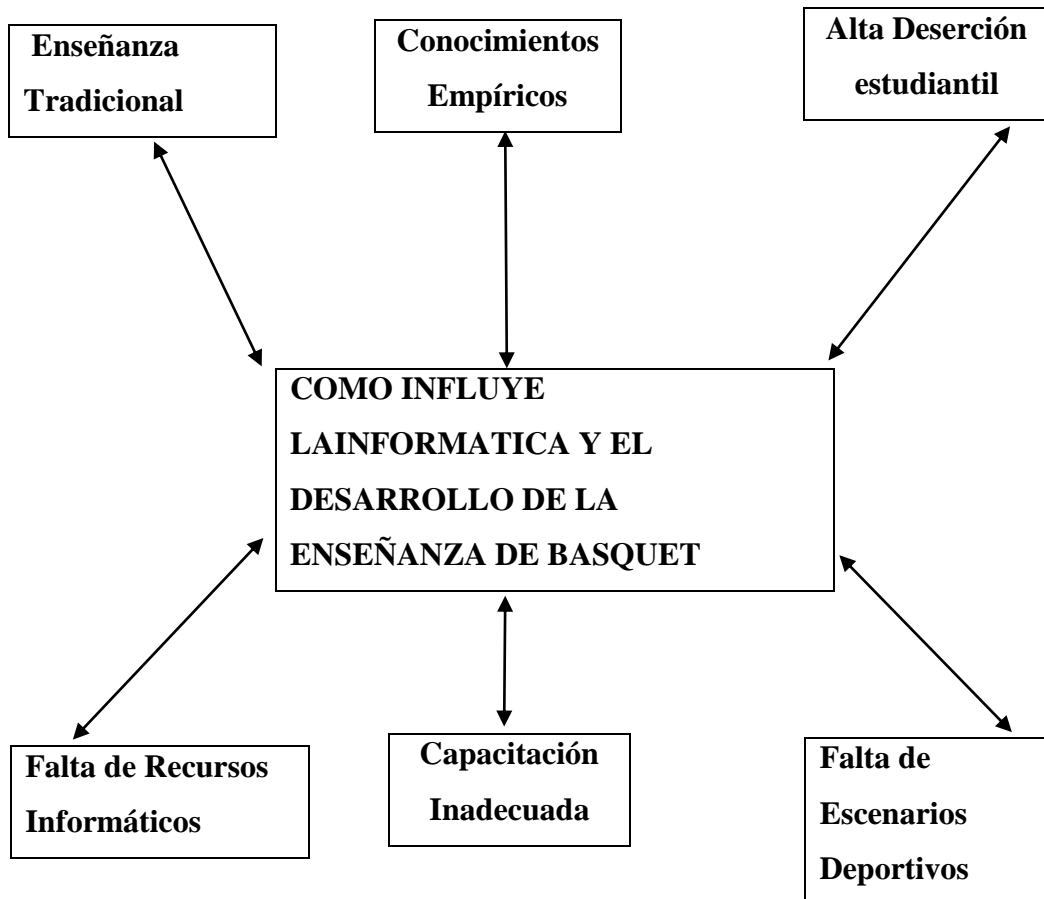 Enseñanza
Tradicional
Conocimientos
Empíricos
Alta Deserción
estudiantil
COMO INFLUYE
LAINFORMATICA Y EL
DESARROLLO DE LA
ENSEÑANZA DE BASQUET
Falta de Recursos
Informáticos
Capacitación
Inadecuada
Falta de
Escenarios
Deportivos